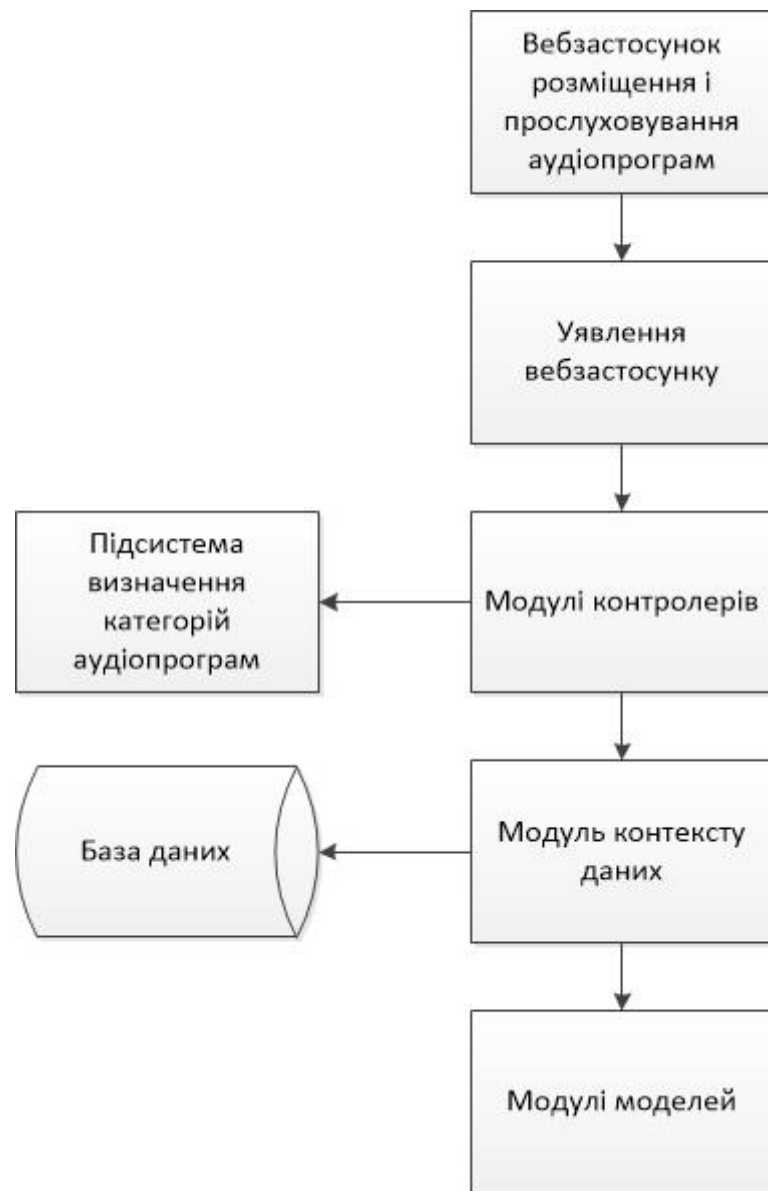 Вебзастосунок
розміщення і
прослуховування
аудіопрограм
Уявлення
вебзастосунку
Підсистема
визначення
категорій
аудіопрограм
Модулі контролерів
База даних
Модуль контексту
даних
Модулі моделей